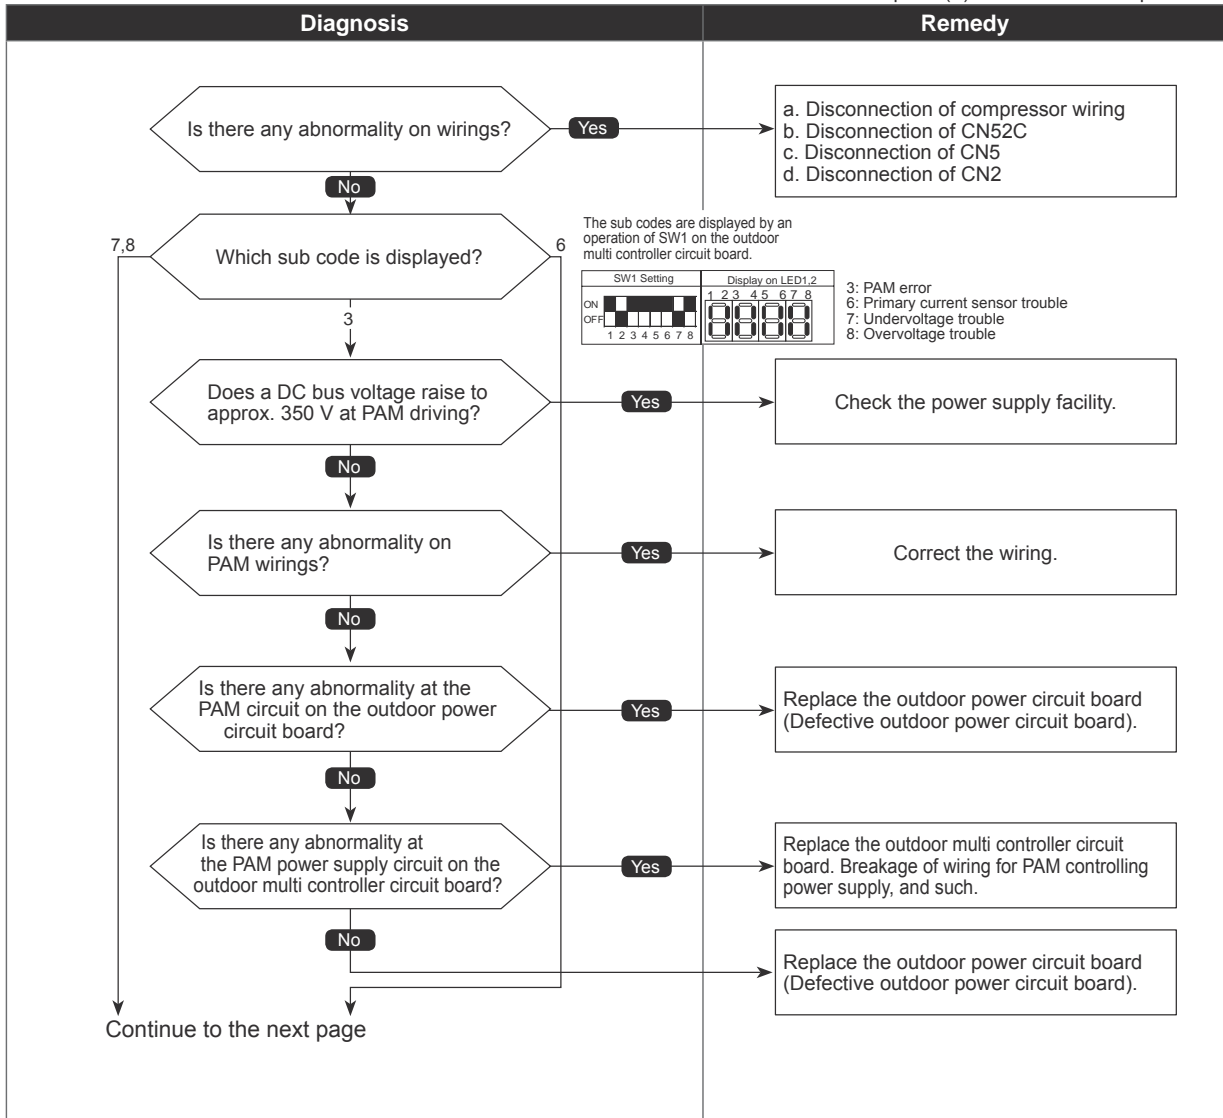 Diagnosis
Remedy
Is there any abnormality on wirings?
Yes
a. Disconnection of compressor wiring
b. Disconnection of CN52C
c. Disconnection of CN5
d. Disconnection of CN2
No
7,8
Which sub code is displayed?
6
The sub codes are displayed by an
operation of SW1 on the outdoor
multi controller circuit board.
SW1 Setting
Display on LED1,2
ON
OFF
1 2 3 4 5 6 7 8
1 2 3 4 5 6 7 8
3: PAM error
6: Primary current sensor trouble
7: Undervoltage trouble
8: Overvoltage trouble
3
Does a DC bus voltage raise to
approx. 350 V at PAM driving?
Yes
Check the power supply facility.
No
Is there any abnormality on
PAM wirings?
Yes
Correct the wiring.
No
Is there any abnormality at the
PAM circuit on the outdoor power
circuit board?
Yes
Replace the outdoor power circuit board
(Defective outdoor power circuit board).
No
Is there any abnormality at
the PAM power supply circuit on the
outdoor multi controller circuit board?
Yes
Replace the outdoor multi controller circuit
board. Breakage of wiring for PAM controlling
power supply, and such.
No
Replace the outdoor power circuit board
(Defective outdoor power circuit board).
Continue to the next page